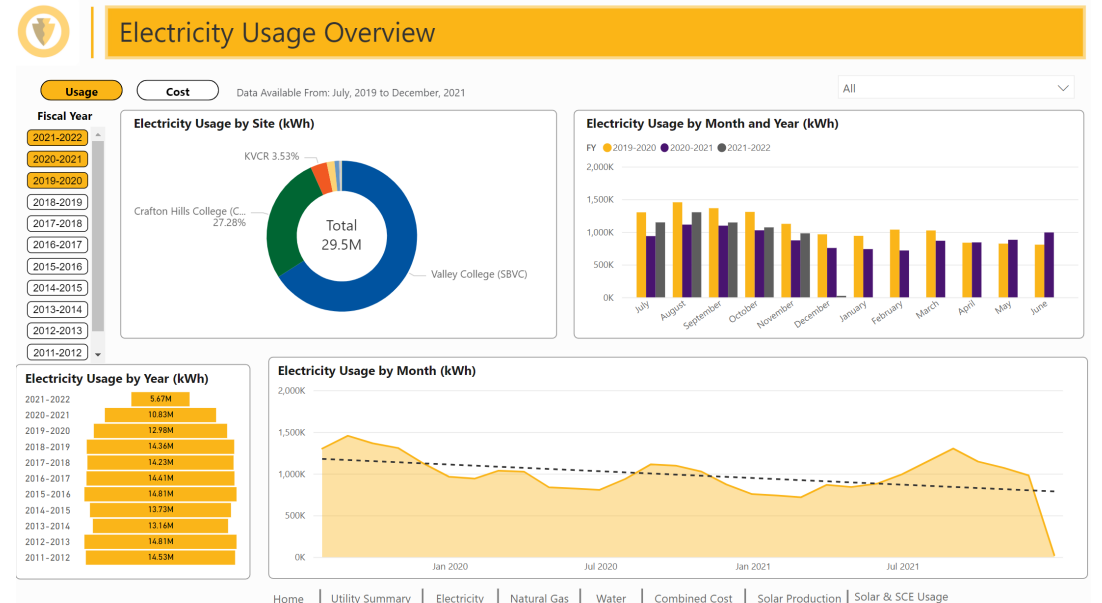 Electricity Usage Overview
Usage
Cost
Data Available From: July, 2019 to December, 2021
All
Fiscal Year
2021-2022
2020-2021
2019-2020
2018-2019
2017-2018
2016-2017
2015-2016
2014-2015
2013-2014
2012-2013
2011-2012
Electricity Usage by Site (kWh)
KVCR 3.53%
Crafton Hills College (C...
27.28%
Total
29.5M
Valley College (SBVC)
Electricity Usage by Month and Year (kWh)
FY 2019-2020 2020-2021 2021-2022
2,000K
1,500K
1,000K
500K
0K
July August September October November December January February March April May June
Electricity Usage by Year (kWh)
2021-2022 5.67M
2020-2021 10.83M
2019-2020 12.98M
2018-2019 14.36M
2017-2018 14.23M
2016-2017 14.41M
2015-2016 14.81M
2014-2015 13.73M
2013-2014 13.16M
2012-2013 14.81M
2011-2012 14.53M
Electricity Usage by Month (kWh)
2,000K
1,500K
1,000K
500K
0K
Jan 2020 Jul 2020 Jan 2021 Jul 2021
Home | Utility Summary | Electricity | Natural Gas | Water | Combined Cost | Solar Production | Solar & SCE Usage